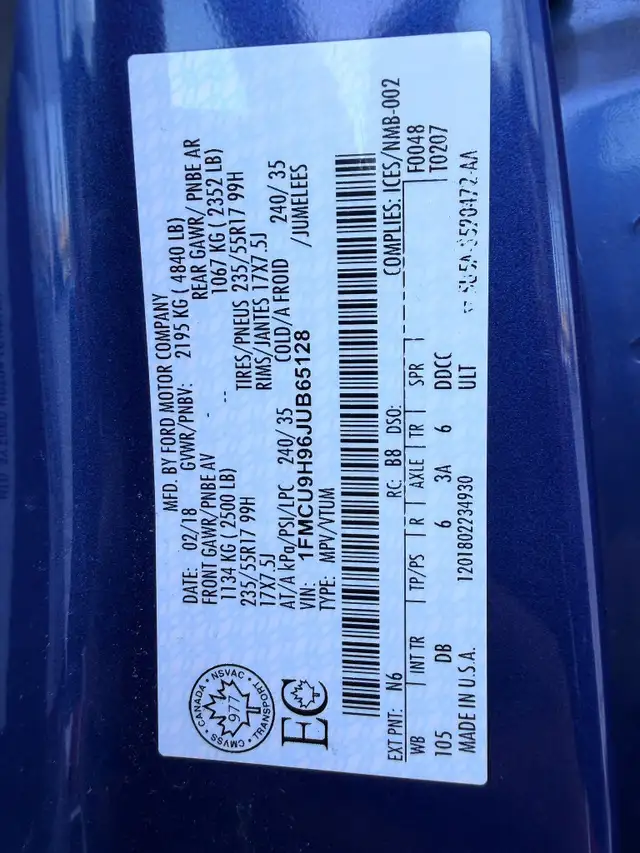 MFD. BY FORD MOTOR COMPANY
DATE: 02/18 GVWR/PNBV: 2195 KG ( 4840 LB)
FRONT GAWR/PNBE AV REAR GAWR/ PNBE AR
1134 KG ( 2500 LB) 1067 KG ( 2352 LB)
235/55R17 99H TIRES/PNEUS 235/55R17 99H
17X7.5J RIMS/JANTES 17X7.5J
AT/A kPa/PSI/LPC 240/ 35 COLD/A FROID 240/ 35
VIN: 1FMCU9H96JUB65128 /JUMELEES
TYPE: MPV/VTUM
CANADA • NSVAC • TRANSPORT • CMVSS •
977
EC
EXT PNT: N6 RC: B8 DSO: COMPLIES: ICES/NMB-002
WB INT TR TP/PS R AXLE TR SPR F0048
105 DB 6 3A 6 DDCC T0207
MADE IN U.S.A. 1201802234930 ULT